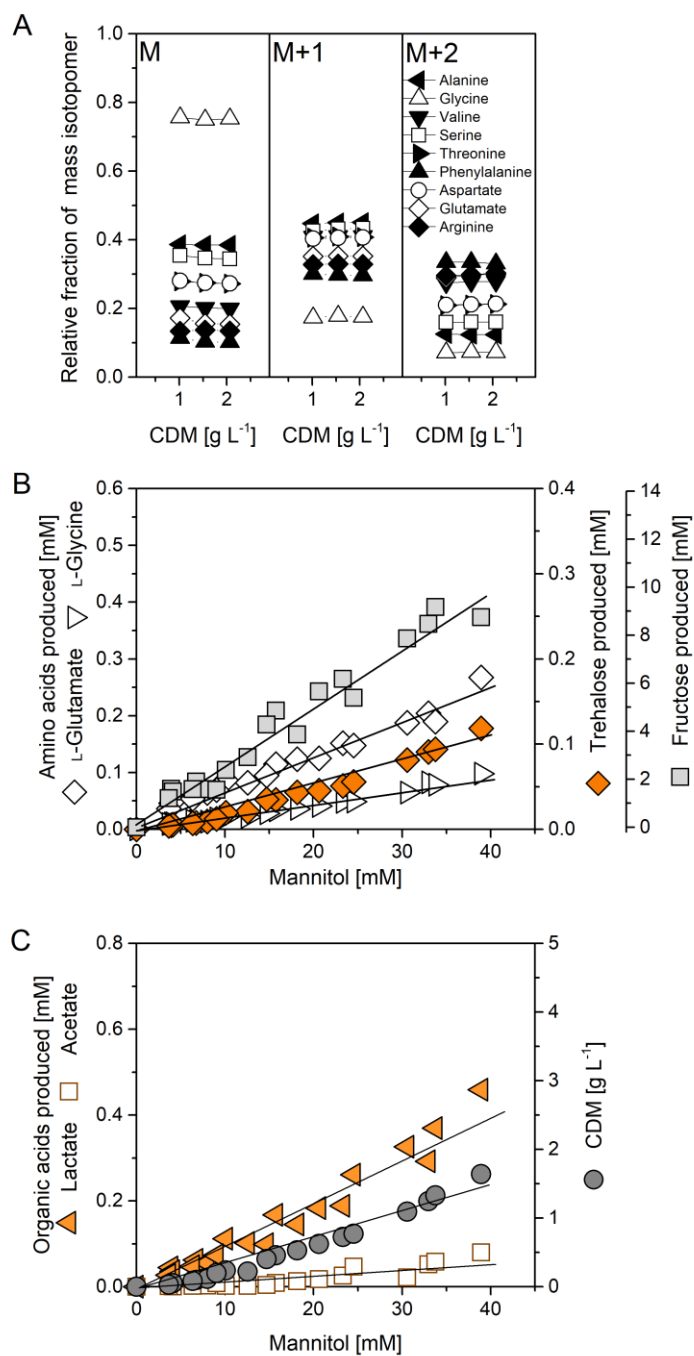 A
M
M+1
M+2
Relative fraction of mass isotopomer
1.0
0.8
0.6
0.4
0.2
0.0
Alanine
Glycine
Valine
Serine
Threonine
Phenylalanine
Aspartate
Glutamate
Arginine
1 2 1 2 1 2
CDM [g L⁻¹] CDM [g L⁻¹] CDM [g L⁻¹]
B
Amino acids produced [mM]
L-Glutamate L-Glycine
0.6
0.5
0.4
0.3
0.2
0.1
0.0
0.4
0.3
0.2
0.1
0.0
Trehalose produced [mM]
14
12
10
8
6
4
2
0
Fructose produced [mM]
0 10 20 30 40
Mannitol [mM]
C
Organic acids produced [mM]
Lactate Acetate
0.8
0.6
0.4
0.2
0.0
5
4
3
2
1
0
CDM [g L⁻¹]
0 10 20 30 40
Mannitol [mM]